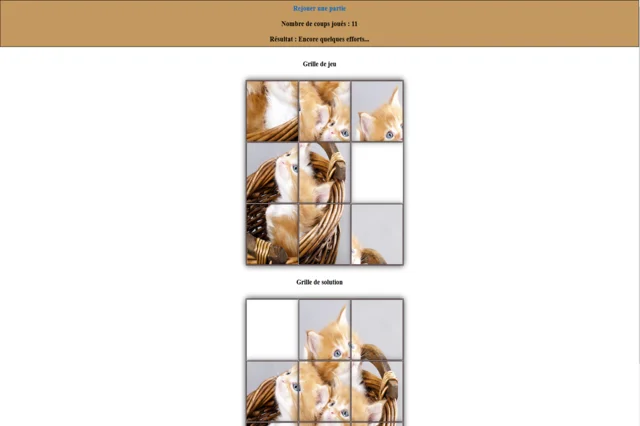 Rejouer une partie
Nombre de coups joués : 11
Résultat : Encore quelques efforts...
Grille de jeu
Grille de solution